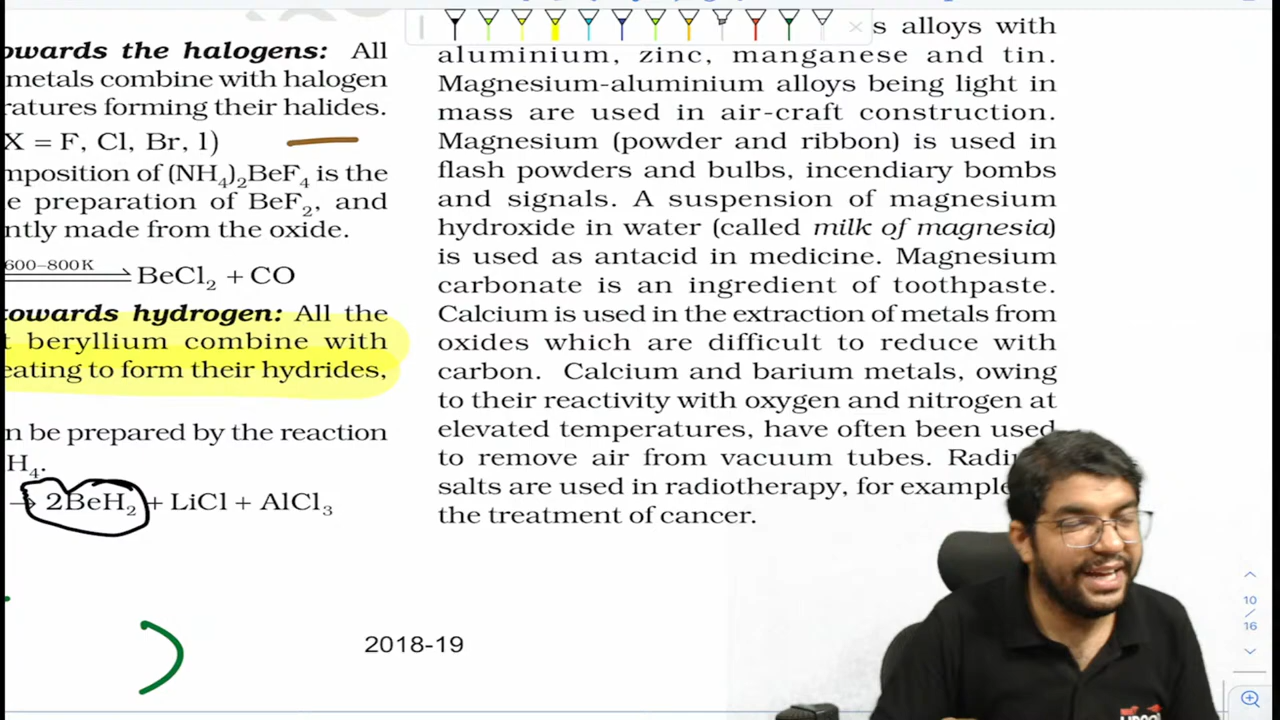 owards the halogens: All
metals combine with halogen
ratures forming their halides.
X = F, Cl, Br, 1)
mposition of (NH₄)₂BeF₄ is the
e preparation of BeF₂, and
ntly made from the oxide.
600–800K
BeCl₂ + CO
towards hydrogen: All the
t beryllium combine with
eating to form their hydrides,
n be prepared by the reaction
H₄.
→ 2BeH₂ + LiCl + AlCl₃
s alloys with
aluminium, zinc, manganese and tin.
Magnesium-aluminium alloys being light in
mass are used in air-craft construction.
Magnesium (powder and ribbon) is used in
flash powders and bulbs, incendiary bombs
and signals. A suspension of magnesium
hydroxide in water (called milk of magnesia)
is used as antacid in medicine. Magnesium
carbonate is an ingredient of toothpaste.
Calcium is used in the extraction of metals from
oxides which are difficult to reduce with
carbon. Calcium and barium metals, owing
to their reactivity with oxygen and nitrogen at
elevated temperatures, have often been used
to remove air from vacuum tubes.
salts are used in radiotherapy, for example
the treatment of cancer.
2018-19
10
/
16